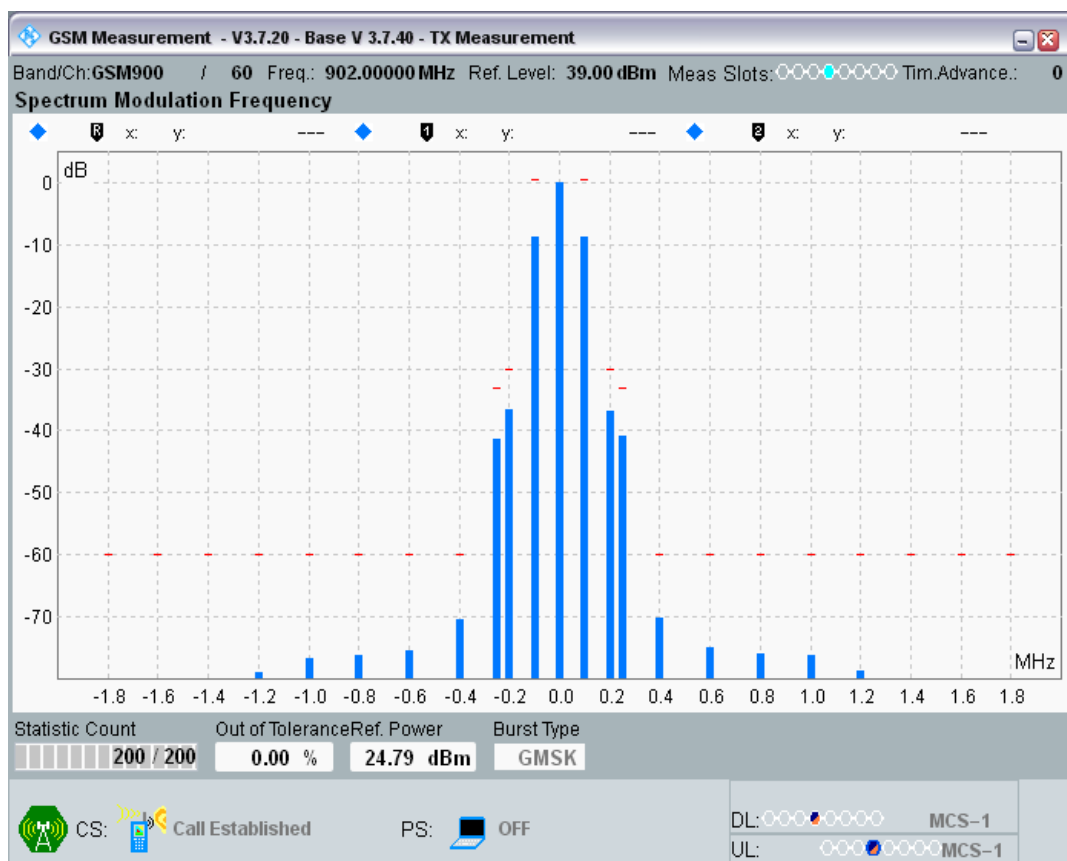 GSM Measurement - V3.7.20 - Base V 3.7.40 - TX Measurement
Band/Ch:GSM900 / 60 Freq.: 902.00000 MHz Ref. Level: 39.00 dBm Meas Slots: Tim.Advance.: 0
Spectrum Modulation Frequency
R x: y: --- 1 x: y: --- 2 x: y: ---
dB
0
-10
-20
-30
-40
-50
-60
-70
MHz
-1.8 -1.6 -1.4 -1.2 -1.0 -0.8 -0.6 -0.4 -0.2 0.0 0.2 0.4 0.6 0.8 1.0 1.2 1.4 1.6 1.8
Statistic Count Out of Tolerance Ref. Power Burst Type
200 / 200 0.00 % 24.79 dBm GMSK
CS: Call Established PS: OFF
DL: MCS-1
UL: MCS-1